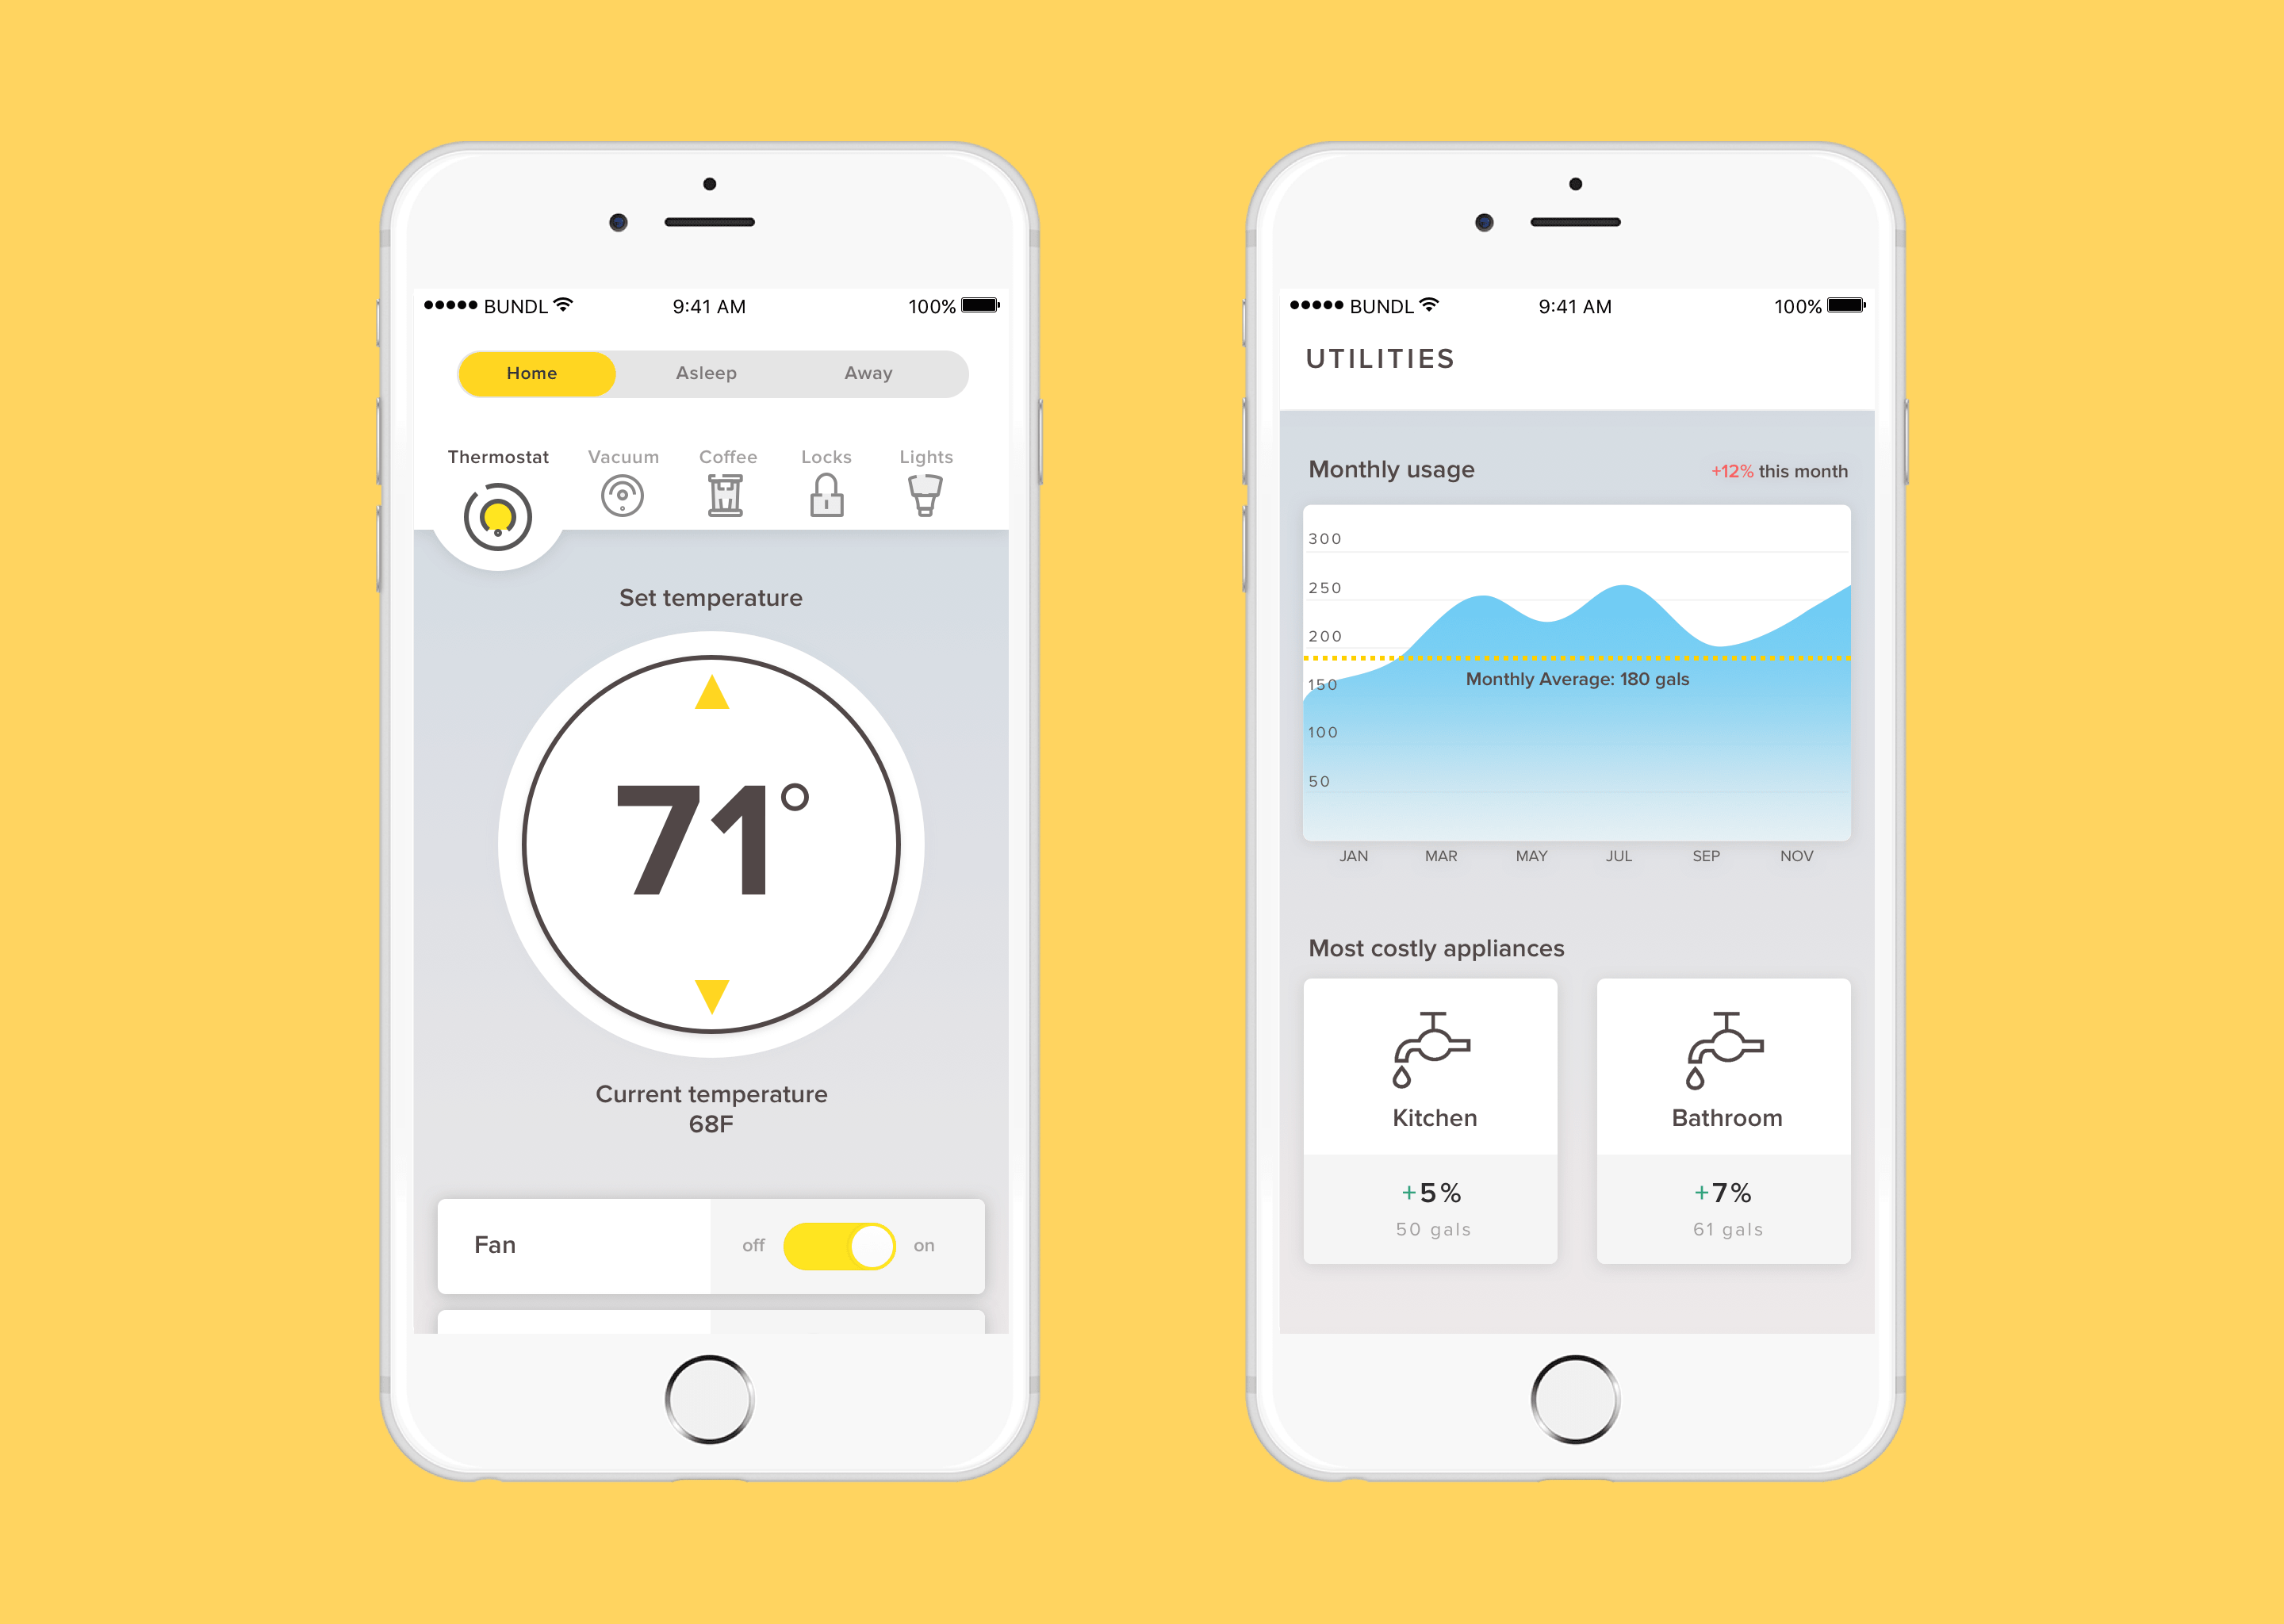 BUNDL 9:41 AM 100%
Home Asleep Away
Thermostat Vacuum Coffee Locks Lights
Set temperature
71°
Current temperature
68F
Fan off on
BUNDL 9:41 AM 100%
UTILITIES
Monthly usage +12% this month
300
250
200
Monthly Average: 180 gals
150
100
50
JAN MAR MAY JUL SEP NOV
Most costly appliances
Kitchen Bathroom
+5% +7%
50 gals 61 gals